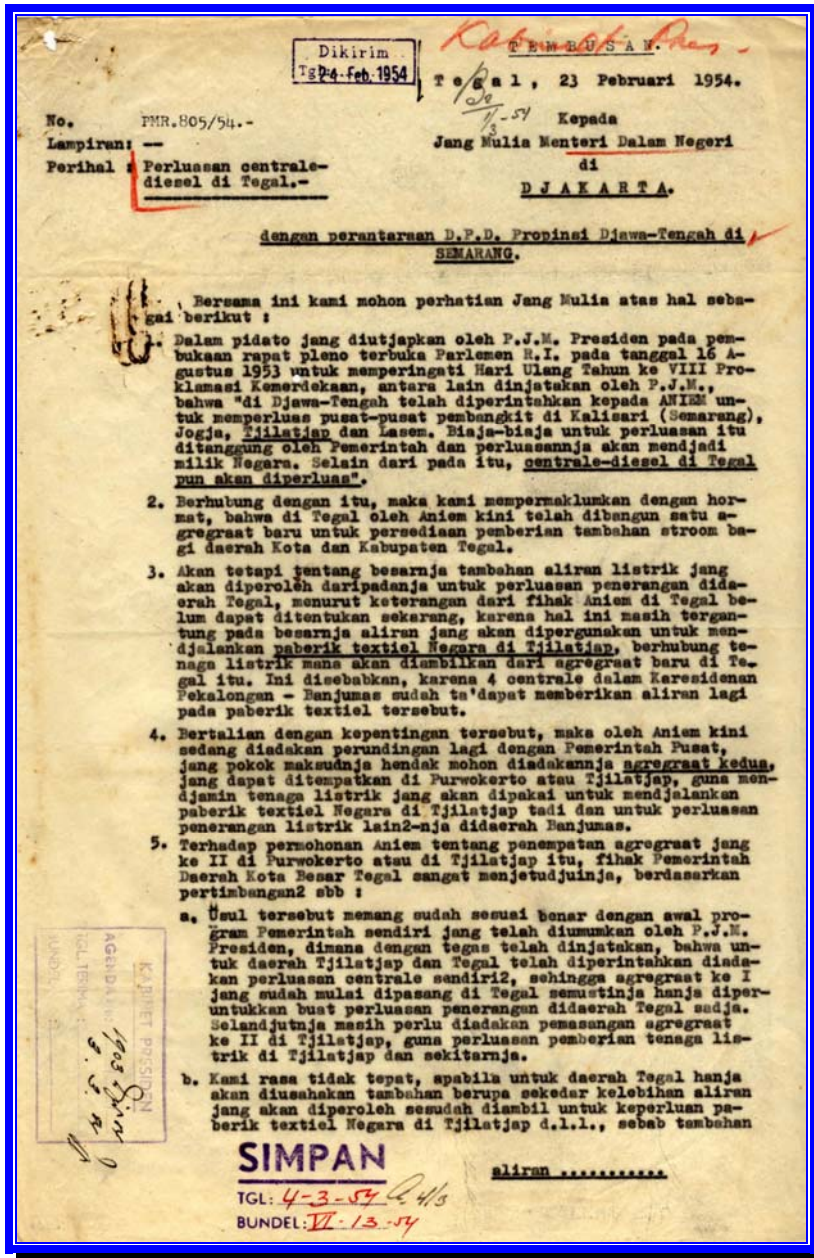 Dikirim
Tgl. 24 Feb. 1954
TEMBUSAN.
Tegal, 23 Pebruari 1954.
No. PMR.805/54.-
Kepada
Lampiran: --
Jang Mulia Menteri Dalam Negeri
Perihal : Perluasan centrale-
diesel di Tegal.-
di
DJAKARTA.
dengan perantaraan D.P.D. Propinsi Djawa-Tengah di
SEMARANG.
Bersama ini kami mohon perhatian Jang Mulia atas hal seba-
gai berikut :
1. Dalam pidato jang diutjapkan oleh P.J.M. Presiden pada pem-
bukaan rapat pleno terbuka Parlemen R.I. pada tanggal 16 A-
gustus 1953 untuk memperingati Hari Ulang Tahun ke VIII Pro-
klamasi Kemerdekaan, antara lain dinjatakan oleh P.J.M.,
bahwa "di Djawa-Tengah telah diperintahkan kepada ANIEM un-
tuk memperluas pusat-pusat pembangkit di Kalisari (Semarang),
Jogja, Tjilatjap dan Lasem. Biaja-biaja untuk perluasan itu
ditanggung oleh Pemerintah dan perluasannja akan mendjadi
milik Negara. Selain dari pada itu, centrale-diesel di Tegal
pun akan diperluas".
2. Berhubung dengan itu, maka kami mempermaklumkan dengan hor-
mat, bahwa di Tegal oleh Aniem kini telah dibangun satu a-
gregraat baru untuk persediaan pemberian tambahan stroom ba-
gi daerah Kota dan Kabupaten Tegal.
3. Akan tetapi tentang besarnja tambahan aliran listrik jang
akan diperoleh daripadanja untuk perluasan penerangan dida-
erah Tegal, menurut keterangan dari fihak Aniem di Tegal be-
lum dapat ditentukan sekarang, karena hal ini masih tergan-
tung pada besarnja aliran jang akan dipergunakan untuk men-
djalankan paberik textiel Negara di Tjilatjap, berhubung te-
naga listrik mana akan diambilkan dari agregraat baru di Te-
gal itu. Ini disebabkan, karena 4 centrale dalam Karesidenan
Pekalongan - Banjumas sudah ta'dapat memberikan aliran lagi
pada paberik textiel tersebut.
4. Bertalian dengan kepentingan tersebut, maka oleh Aniem kini
sedang diadakan perundingan lagi dengan Pemerintah Pusat,
jang pokok maksudnja hendak mohon diadakannja agregraat kedua,
jang dapat ditempatkan di Purwokerto atau Tjilatjap, guna men-
djamin tenaga listrik jang akan dipakai untuk mendjalankan
paberik textiel Negara di Tjilatjap tadi dan untuk perluasan
penerangan listrik lain2-nja didaerah Banjumas.
5. Terhadap permohonan Aniem tentang penempatan agregraat jang
ke II di Purwokerto atau di Tjilatjap itu, fihak Pemerintah
Daerah Kota Besar Tegal sangat menjetudjuinja, berdasarkan
pertimbangan2 sbb :
a. Usul tersebut memang sudah sesuai benar dengan awal pro-
gram Pemerintah sendiri jang telah diumumkan oleh P.J.M.
Presiden, dimana dengan tegas telah dinjatakan, bahwa un-
tuk daerah Tjilatjap dan Tegal telah diperintahkan diada-
kan perluasan centrale sendiri2, sehingga agregraat ke I
jang sudah mulai dipasang di Tegal semustinja hanja diper-
untukkan buat perluasan penerangan didaerah Tegal sadja.
Selandjutnja masih perlu diadakan pemasangan agregraat
ke II di Tjilatjap, guna perluasan pemberian tenaga lis-
trik di Tjilatjap dan sekitarnja.
b. Kami rasa tidak tepat, apabila untuk daerah Tegal hanja
akan diusahakan tambahan berupa sekedar kelebihan aliran
jang akan diperoleh sesudah diambil untuk keperluan pa-
berik textiel Negara di Tjilatjap d.l.l., sebab tambahan
aliran ...........
KABINET PRESIDEN
AGENDA No: 1903
TGL. TERIMA:
BUNDEL:
SIMPAN
TGL: 4-3-54 4/3
BUNDEL: VI-13-54